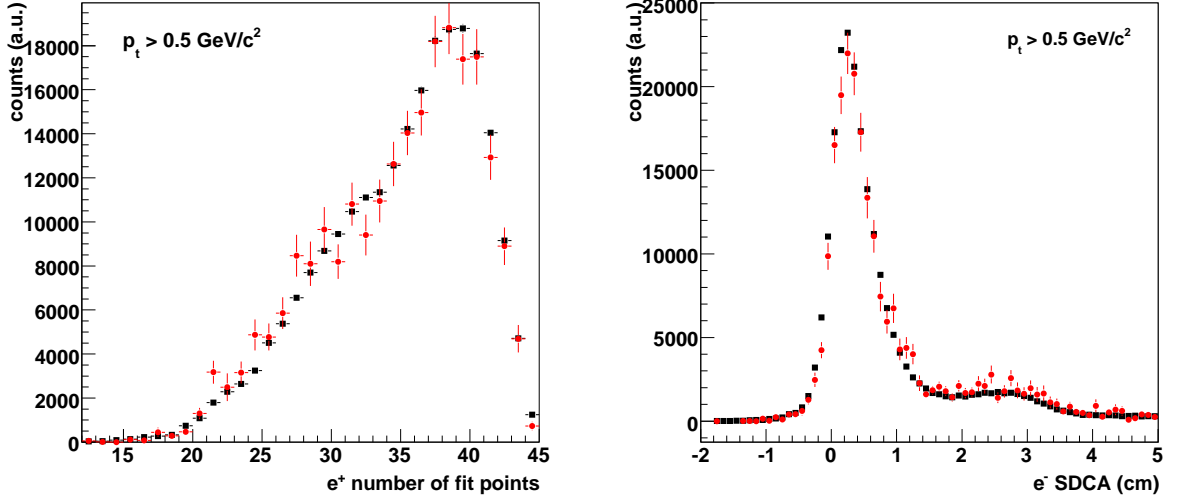 counts (a.u.)
p_t > 0.5 GeV/c²
18000
16000
14000
12000
10000
8000
6000
4000
2000
0
15 20 25 30 35 40 45
e⁺ number of fit points
counts (a.u.)
p_t > 0.5 GeV/c²
25000
20000
15000
10000
5000
0
-2 -1 0 1 2 3 4 5
e⁻ SDCA (cm)